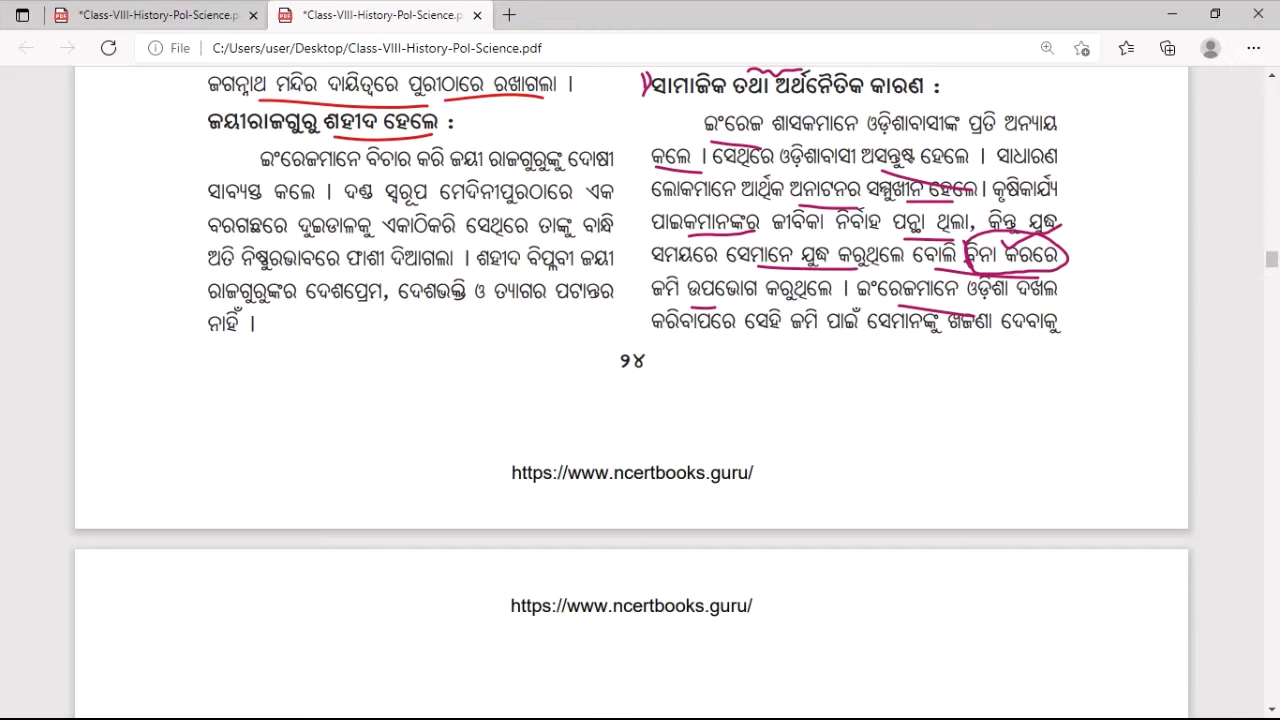 *Class-VIII-History-Pol-Science.p
*Class-VIII-History-Pol-Science.p
File
C:/Users/user/Desktop/Class-VIII-History-Pol-Science.pdf
ଜଗନ୍ନାଥ ମନ୍ଦିର ଦାୟିତ୍ୱରେ ପୁରୀଠାରେ ରଖାଗଲା ।
ଜୟୀରାଜଗୁରୁ ଶହୀଦ ହେଲେ :
ଇଂରେଜମାନେ ବିଚାର କରି ଜୟୀ ରାଜଗୁରୁଙ୍କୁ ଦୋଷୀ
ସାବ୍ୟସ୍ତ କଲେ । ଦଣ୍ଡ ସ୍ୱରୂପ ମେଦିନୀପୁରଠାରେ ଏକ
ବରଗଛରେ ଦୁଇଡାଳକୁ ଏକାଠିକରି ସେଥିରେ ତାଙ୍କୁ ବାନ୍ଧି
ଅତି ନିଷ୍ଠୁରଭାବରେ ଫାଶୀ ଦିଆଗଲା । ଶହୀଦ ବିପ୍ଳବୀ ଜୟୀ
ରାଜଗୁରୁଙ୍କର ଦେଶପ୍ରେମ, ଦେଶଭକ୍ତି ଓ ତ୍ୟାଗର ପଟାନ୍ତର
ନାହିଁ ।
ସାମାଜିକ ତଥା ଅର୍ଥନୈତିକ କାରଣ :
ଇଂରେଜ ଶାସକମାନେ ଓଡ଼ିଶାବାସୀଙ୍କ ପ୍ରତି ଅନ୍ୟାୟ
କଲେ । ସେଥିରେ ଓଡ଼ିଶାବାସୀ ଅସନ୍ତୁଷ୍ଟ ହେଲେ । ସାଧାରଣ
ଲୋକମାନେ ଆର୍ଥିକ ଅନାଟନର ସମ୍ମୁଖୀନ ହେଲେ । କୃଷିକାର୍ଯ୍ୟ
ପାଇକମାନଙ୍କର ଜୀବିକା ନିର୍ବାହ ପନ୍ଥା ଥିଲା, କିନ୍ତୁ ଯୁଦ୍ଧ
ସମୟରେ ସେମାନେ ଯୁଦ୍ଧ କରୁଥିଲେ ବୋଲି ବିନା କରରେ
ଜମି ଉପଭୋଗ କରୁଥିଲେ । ଇଂରେଜମାନେ ଓଡ଼ିଶା ଦଖଲ
କରିବାପରେ ସେହି ଜମି ପାଇଁ ସେମାନଙ୍କୁ ଖଜଣା ଦେବାକୁ
୨୪
https://www.ncertbooks.guru/
https://www.ncertbooks.guru/